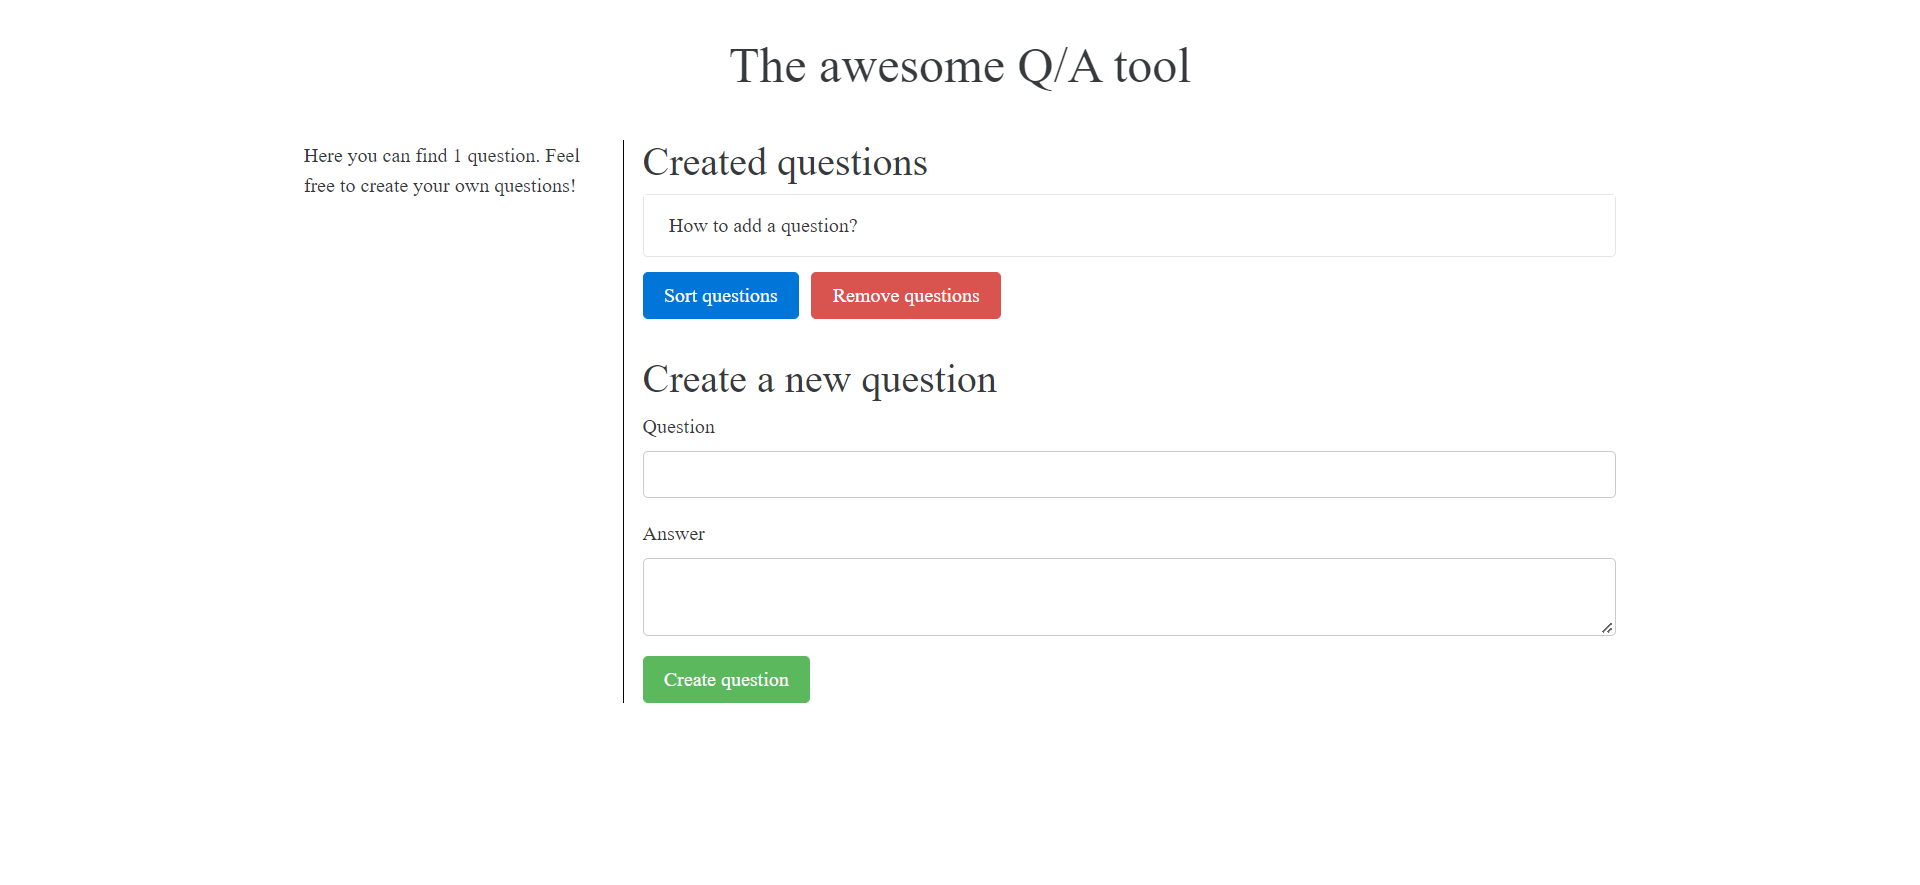 The awesome Q/A tool
Here you can find 1 question. Feel
free to create your own questions!
Created questions
How to add a question?
Sort questions
Remove questions
Create a new question
Question
Answer
Create question